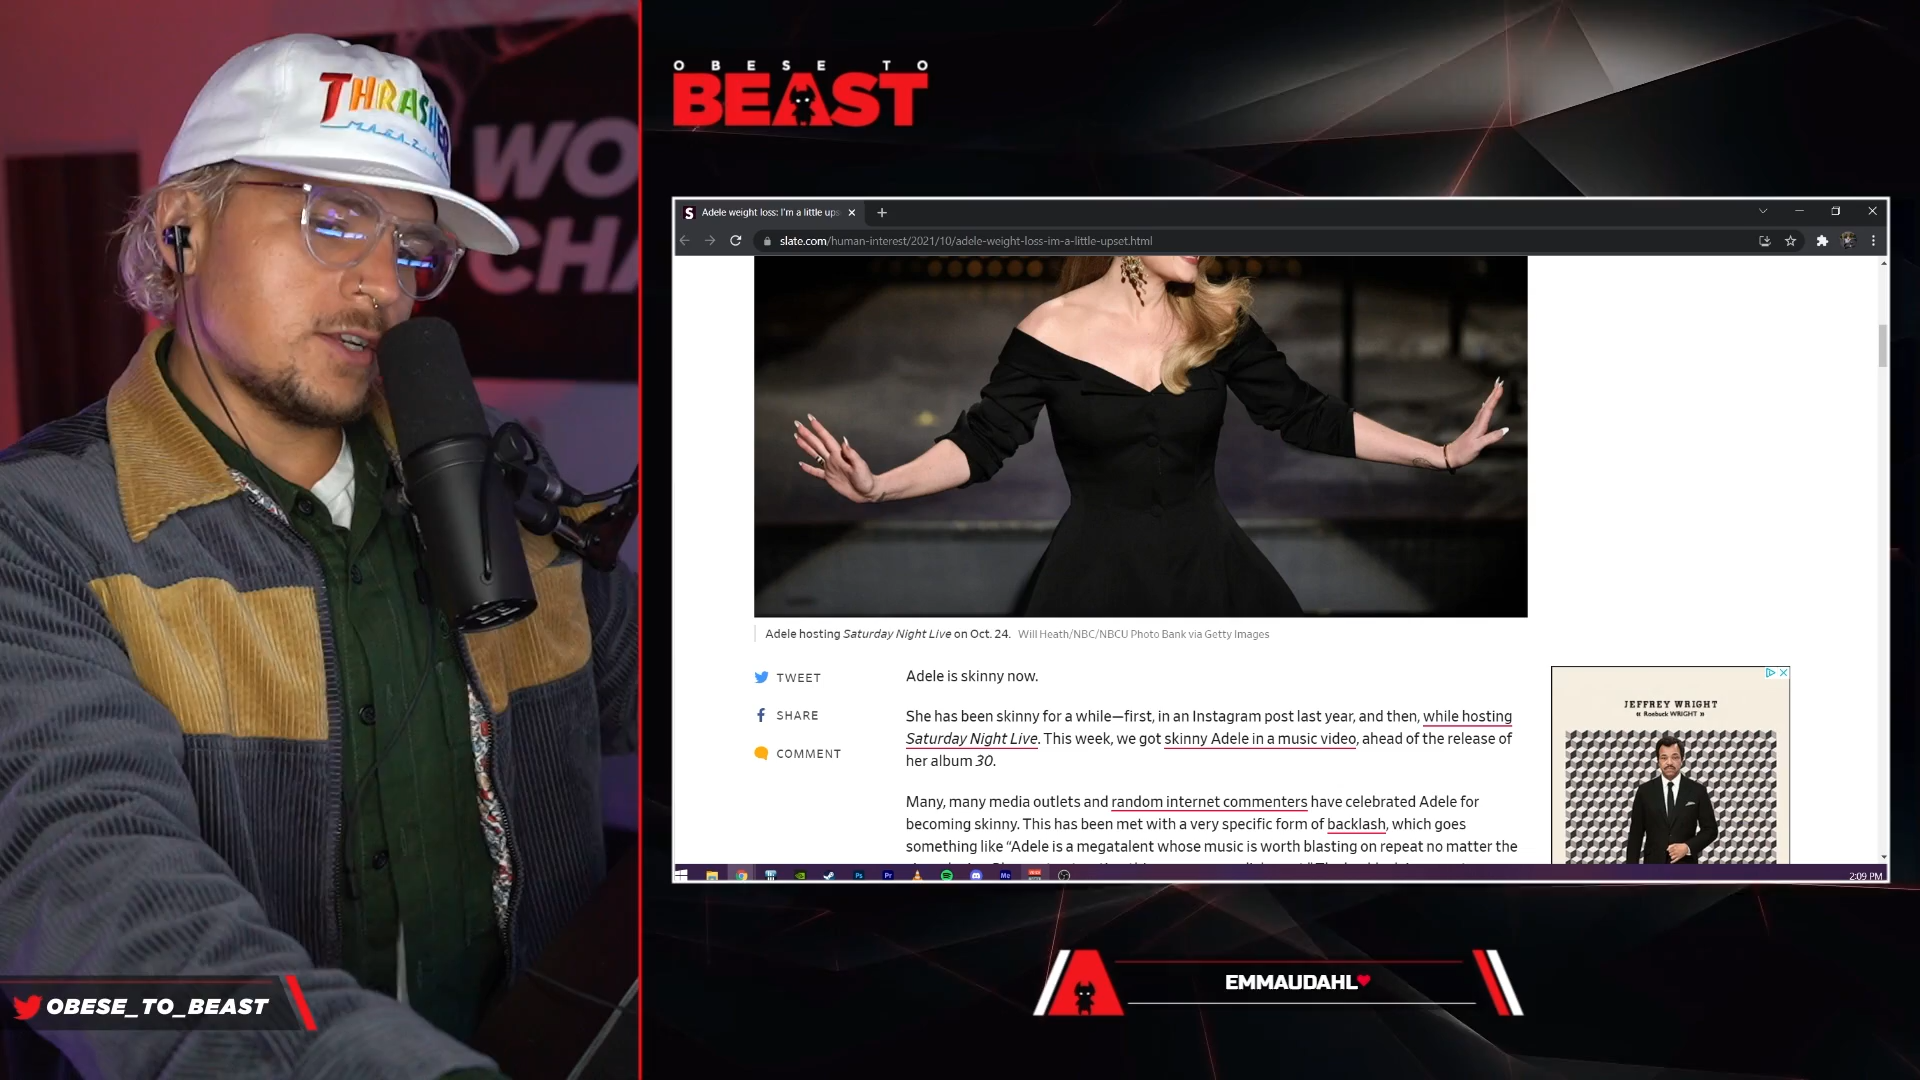 THRASHER
MAGAZINE
WO
CHA
OBESE_TO_BEAST
OBESE TO
BEAST
Adele weight loss: I'm a little ups
slate.com/human-interest/2021/10/adele-weight-loss-im-a-little-upset.html
Adele hosting Saturday Night Live on Oct. 24. Will Heath/NBC/NBCU Photo Bank via Getty Images
TWEET
SHARE
COMMENT
Adele is skinny now.
She has been skinny for a while—first, in an Instagram post last year, and then, while hosting
Saturday Night Live. This week, we got skinny Adele in a music video, ahead of the release of
her album 30.
Many, many media outlets and random internet commenters have celebrated Adele for
becoming skinny. This has been met with a very specific form of backlash, which goes
something like “Adele is a megatalent whose music is worth blasting on repeat no matter the
JEFFREY WRIGHT
« Roebuck WRIGHT »
2:09 PM
EMMAUDAHL